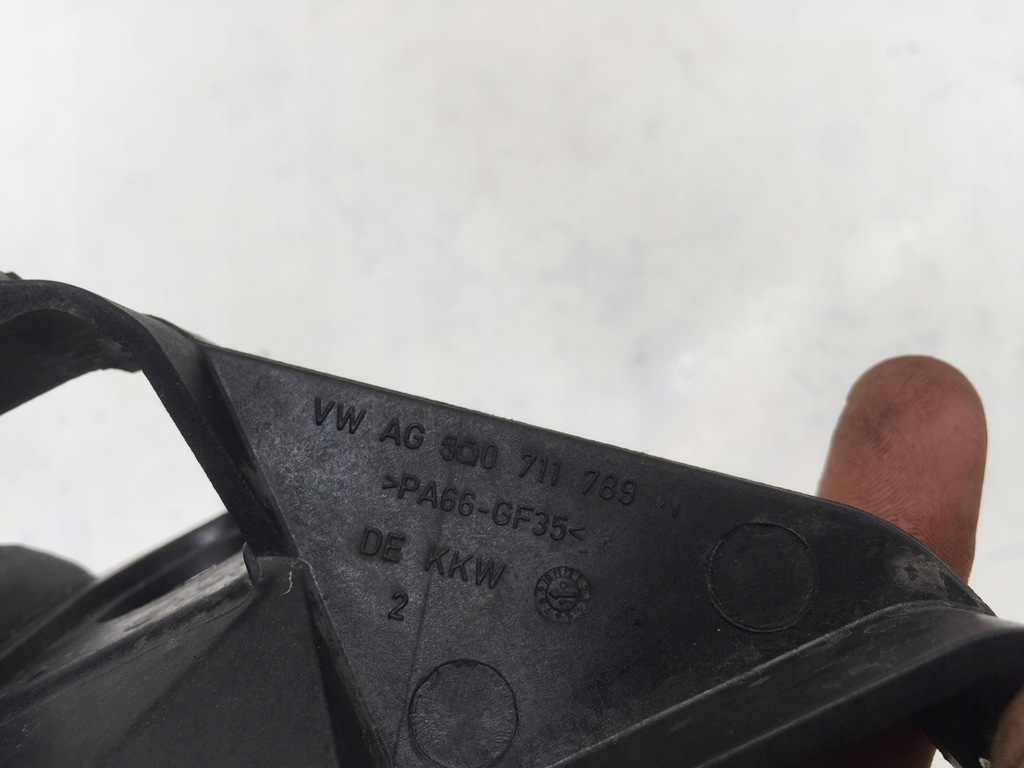 VW AG 5Q0 711 789
>PA66-GF35<
DE KKW
2